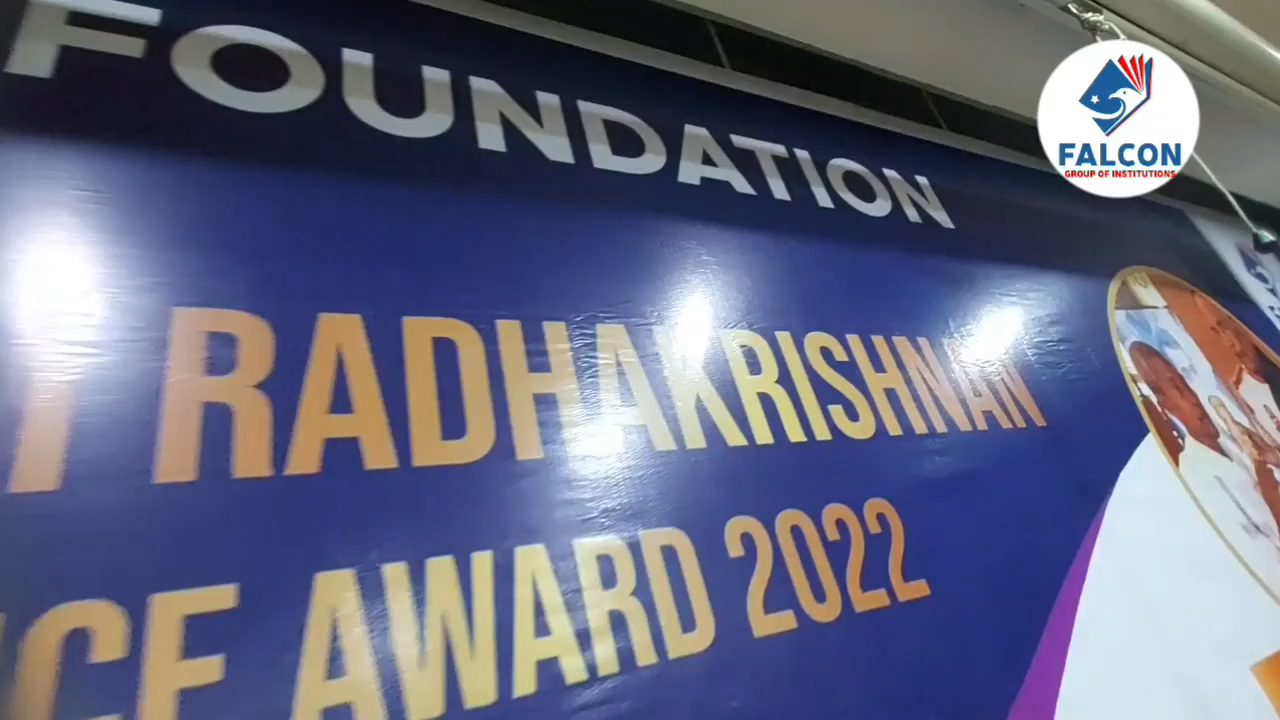 FOUNDATION
RADHAKRISHNAN
AWARD 2022
FALCON
GROUP OF INSTITUTIONS